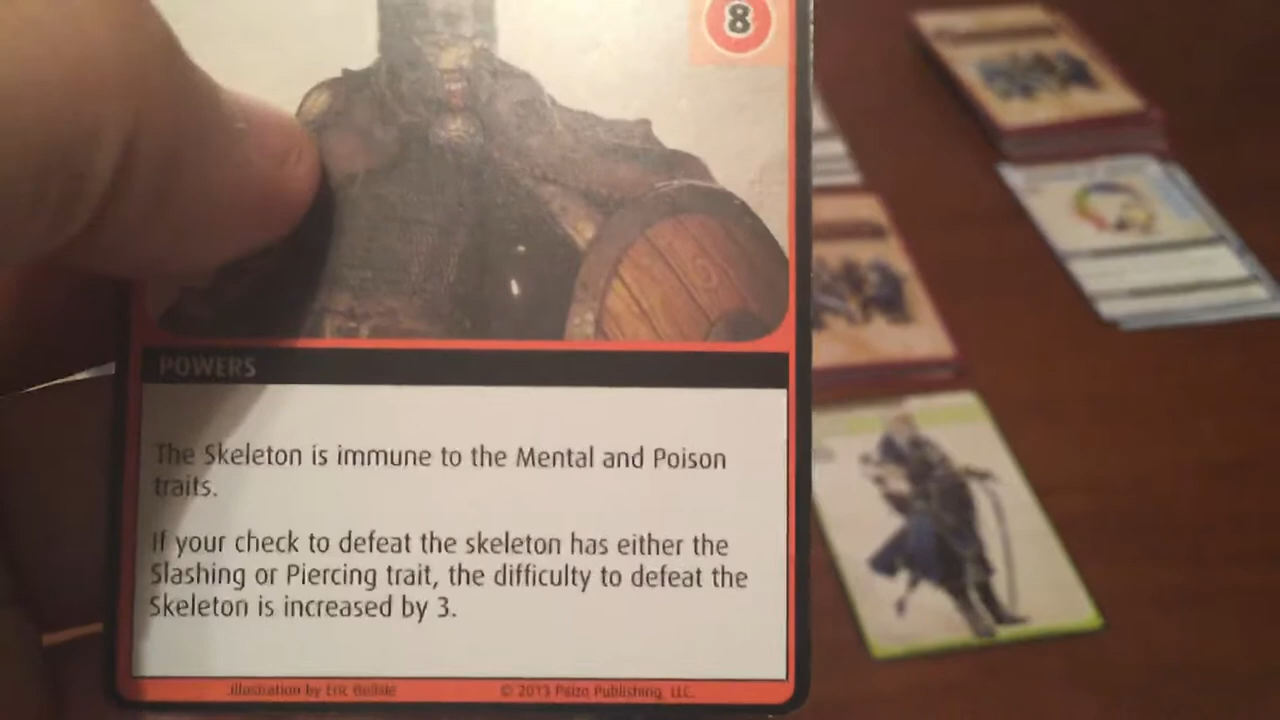 8
POWERS
The Skeleton is immune to the Mental and Poison
traits.
If your check to defeat the skeleton has either the
Slashing or Piercing trait, the difficulty to defeat the
Skeleton is increased by 3.
Illustration by Eric Belisle
© 2013 Paizo Publishing, LLC.